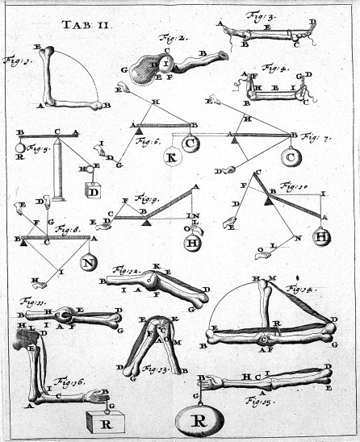 TAB. II
Fig: 1.
E
A
B
Fig: 2.
C
D
I
B
G
E
F
Fig: 3.
E
D
A
B
C
Fig: 4.
A
F
G
D
B
H
E
I
C
Fig: 5.
B
C
A
R
H
I
E
D
G
D
Fig: 6.
E
H
A
B
C
G
Fig: 7.
E
H
A
B
K
C
D
G
Fig: 8.
E
D
F
G
B
C
A
I
N
H
Fig: 9.
A
F
G
E
D
C
B
I
N
L
O
H
Fig: 10
C
E
F
B
I
D
A
H
N
L
O
Fig: 11.
B
H
C
G
E
D
H
I
A
F
Fig: 12.
K
C
E
B
I
A
F
D
G
Fig: 13.
E
K
F
C
A
G
M
D
B
Fig: 14.
H
M
R
D
E
B
C
A
F
Fig: 15.
B
H
C
I
D
G
A
F
E
R
Fig: 16.
H
L
D
I
G
C
B
A
E
G
R